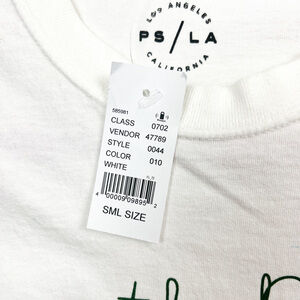 LOS ANGELES
PS/LA
CALIFORNIA
585981
CLASS 0702
VENDOR 47789
STYLE 0044
COLOR 010
WHITE
4 00009 09895 2
SML SIZE
the